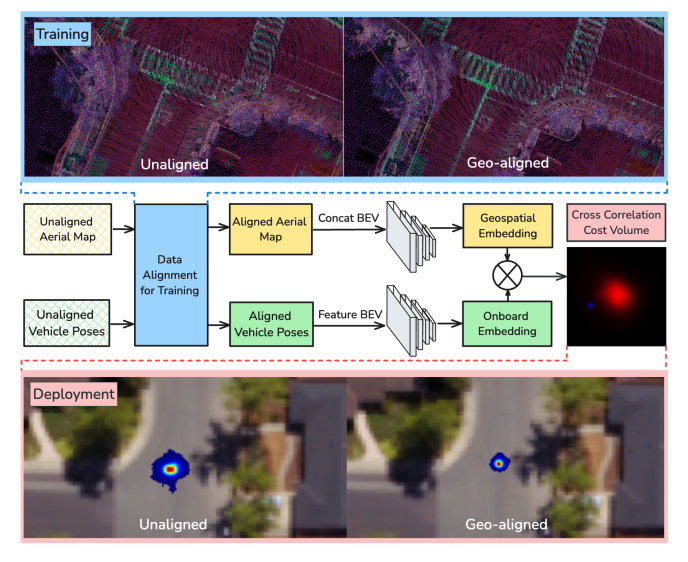 Training
Unaligned
Geo-aligned
Unaligned
Aerial Map
Data
Alignment
for Training
Aligned Aerial
Map
Concat BEV
Geospatial
Embedding
Cross Correlation
Cost Volume
Unaligned
Vehicle Poses
Aligned
Vehicle Poses
Feature BEV
Onboard
Embedding
Deployment
Unaligned
Geo-aligned